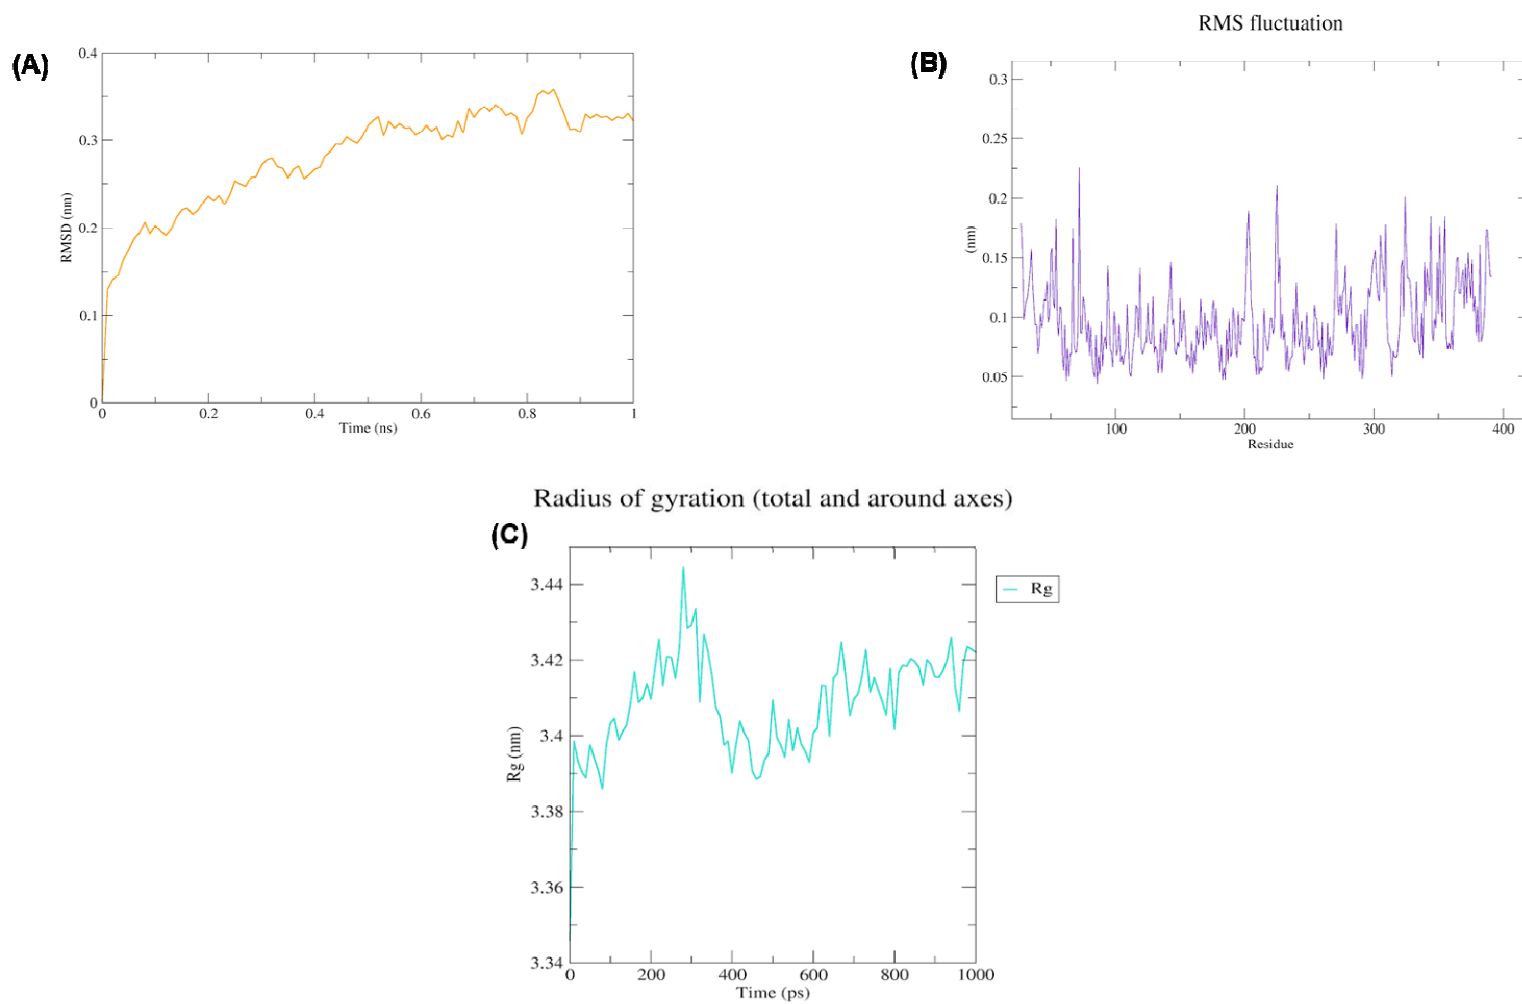 RMS fluctuation
(A)
0.4
0.3
0.2
0.1
0
RMSD (nm)
0 0.2 0.4 0.6 0.8 1
Time (ns)
(B)
0.3
0.25
0.2
0.15
0.1
0.05
(nm)
100 200 300 400
Residue
Radius of gyration (total and around axes)
(C)
3.44
3.42
3.4
3.38
3.36
3.34
Rg (nm)
0 200 400 600 800 1000
Time (ps)
Rg